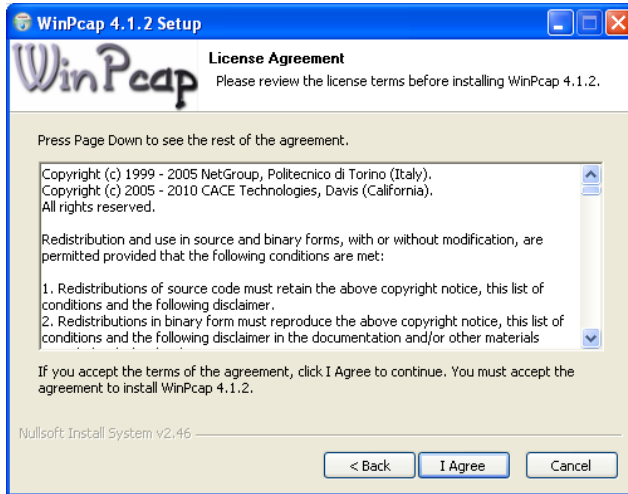 WinPcap 4.1.2 Setup
WinPcap
License Agreement
Please review the license terms before installing WinPcap 4.1.2.
Press Page Down to see the rest of the agreement.
Copyright (c) 1999 - 2005 NetGroup, Politecnico di Torino (Italy).
Copyright (c) 2005 - 2010 CACE Technologies, Davis (California).
All rights reserved.
Redistribution and use in source and binary forms, with or without modification, are
permitted provided that the following conditions are met:
1. Redistributions of source code must retain the above copyright notice, this list of
conditions and the following disclaimer.
2. Redistributions in binary form must reproduce the above copyright notice, this list of
conditions and the following disclaimer in the documentation and/or other materials
If you accept the terms of the agreement, click I Agree to continue. You must accept the
agreement to install WinPcap 4.1.2.
Nullsoft Install System v2.46
< Back
I Agree
Cancel